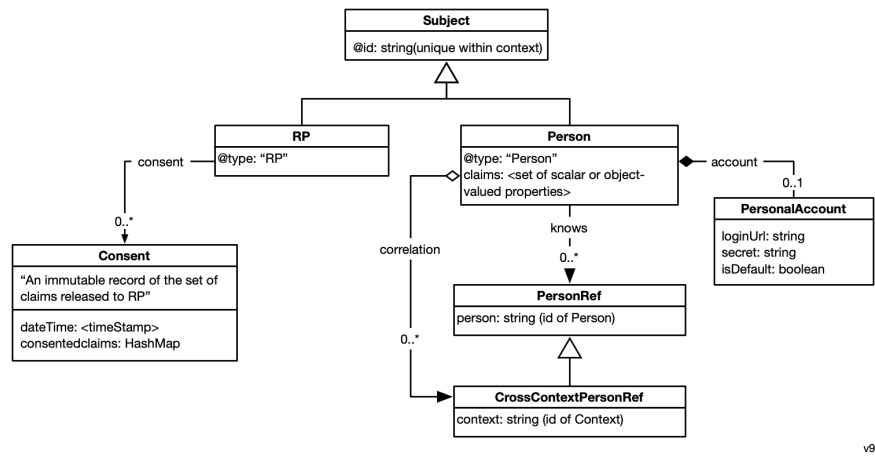 Subject
@id: string(unique within context)
RP
@type: “RP”
Person
@type: “Person”
claims: <set of scalar or object-
valued properties>
consent
0..*
account
0..1
PersonalAccount
loginUrl: string
secret: string
isDefault: boolean
knows
0..*
correlation
0..*
Consent
“An immutable record of the set of
claims released to RP”
dateTime: <timeStamp>
consentedclaims: HashMap
PersonRef
person: string (id of Person)
CrossContextPersonRef
context: string (id of Context)
v9